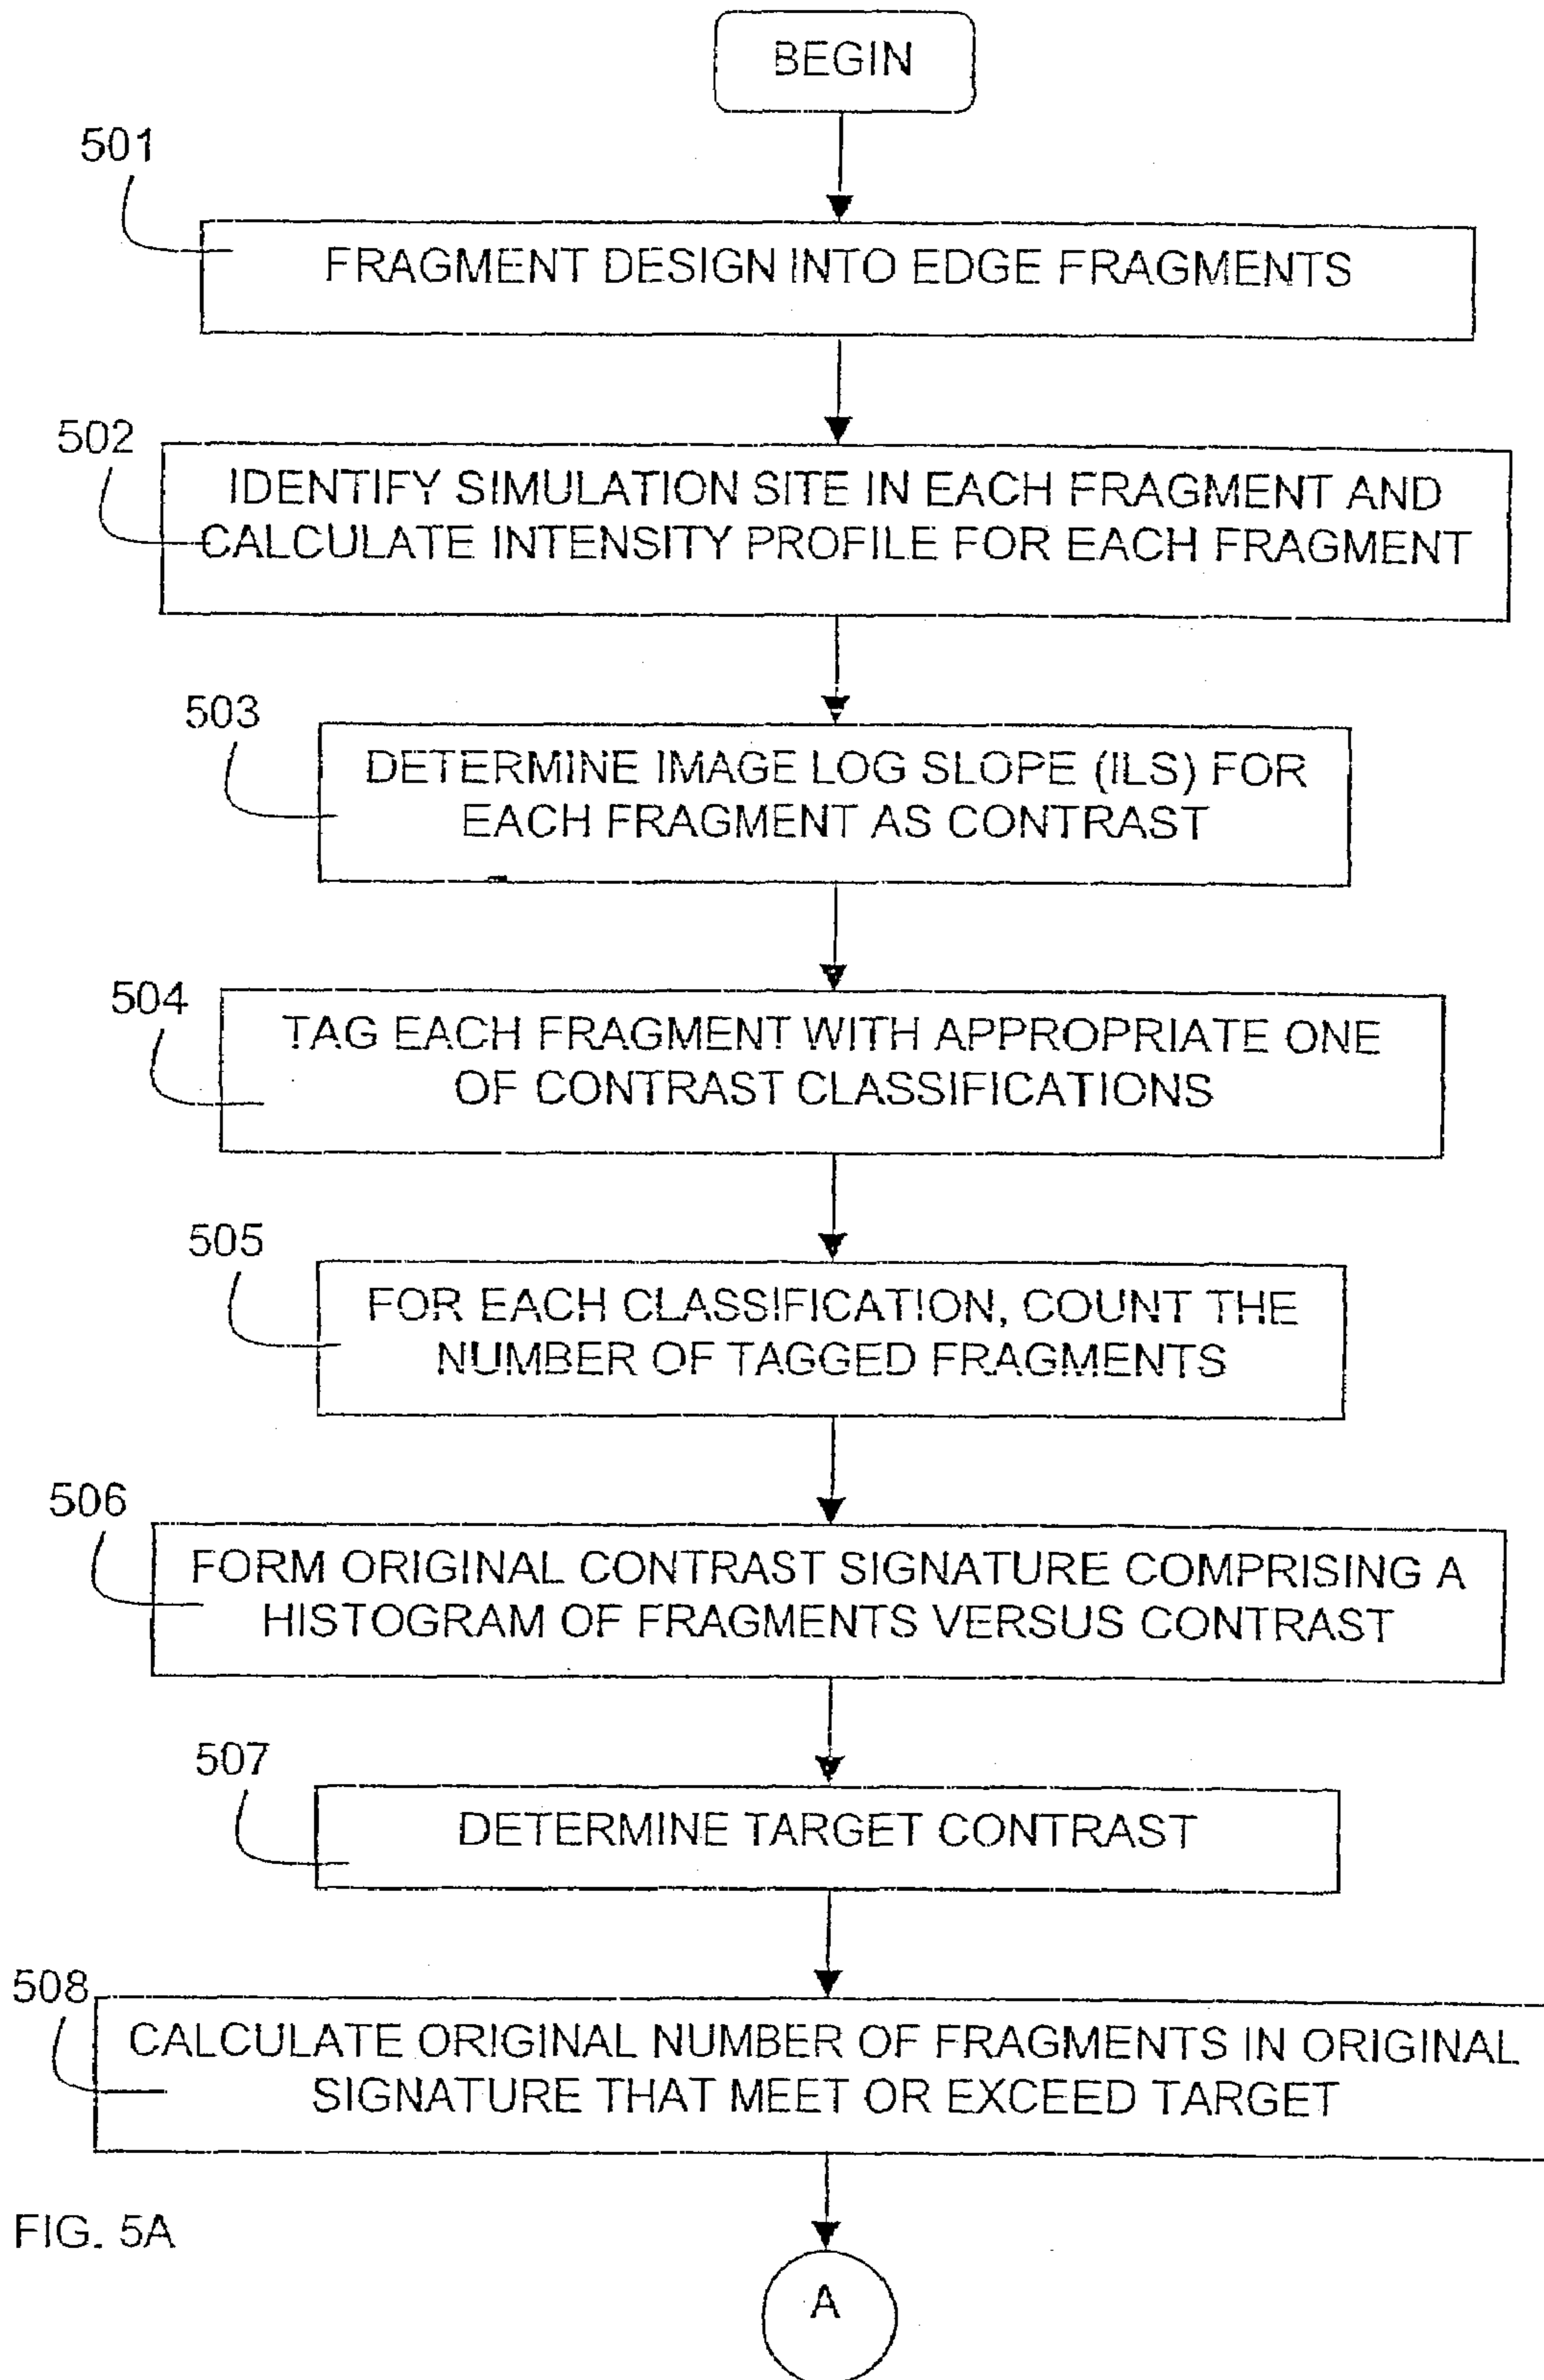 BEGIN
501
FRAGMENT DESIGN INTO EDGE FRAGMENTS
502
IDENTIFY SIMULATION SITE IN EACH FRAGMENT AND
CALCULATE INTENSITY PROFILE FOR EACH FRAGMENT
503
DETERMINE IMAGE LOG SLOPE (ILS) FOR
EACH FRAGMENT AS CONTRAST
504
TAG EACH FRAGMENT WITH APPROPRIATE ONE
OF CONTRAST CLASSIFICATIONS
505
FOR EACH CLASSIFICATION, COUNT THE
NUMBER OF TAGGED FRAGMENTS
506
FORM ORIGINAL CONTRAST SIGNATURE COMPRISING A
HISTOGRAM OF FRAGMENTS VERSUS CONTRAST
507
DETERMINE TARGET CONTRAST
508
CALCULATE ORIGINAL NUMBER OF FRAGMENTS IN ORIGINAL
SIGNATURE THAT MEET OR EXCEED TARGET
FIG. 5A
A